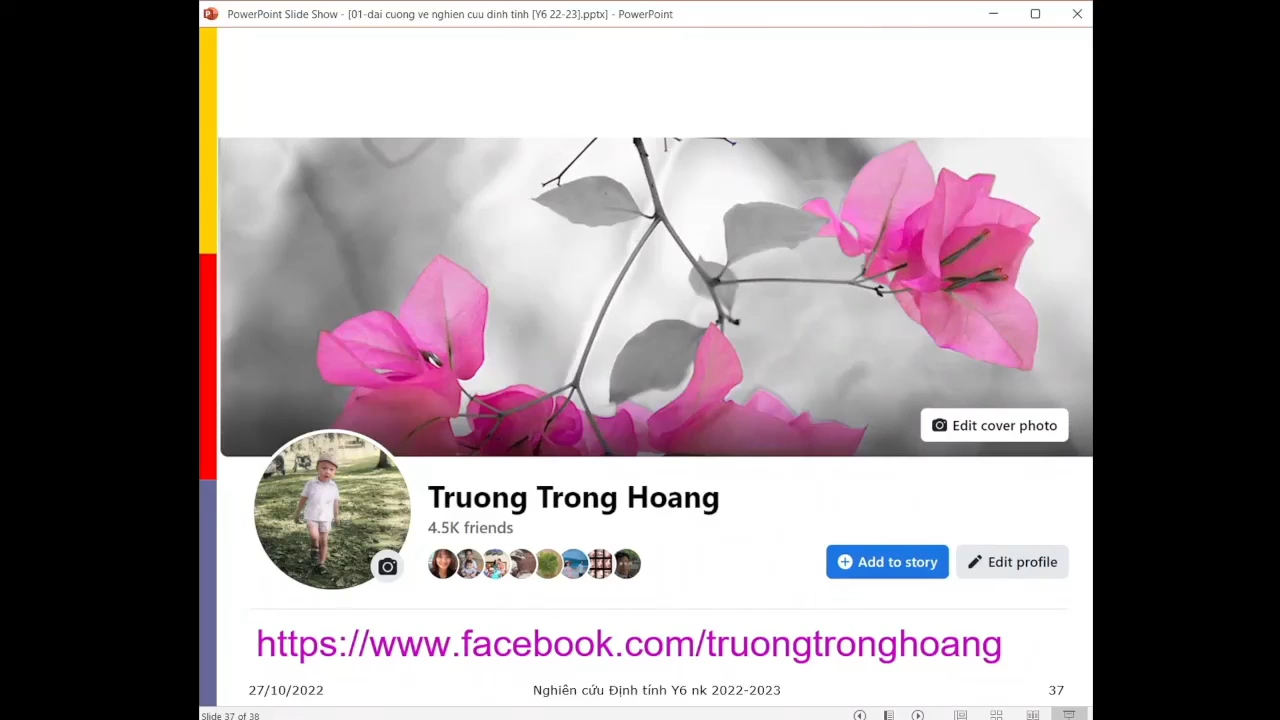 PowerPoint Slide Show - [01-dai cuong ve nghien cuu dinh tinh [Y6 22-23].pptx] - PowerPoint
Edit cover photo
Truong Trong Hoang
4.5K friends
Add to story
Edit profile
https://www.facebook.com/truongtronghoang
27/10/2022
Nghiên cứu Định tính Y6 nk 2022-2023
37
Slide 37 of 38